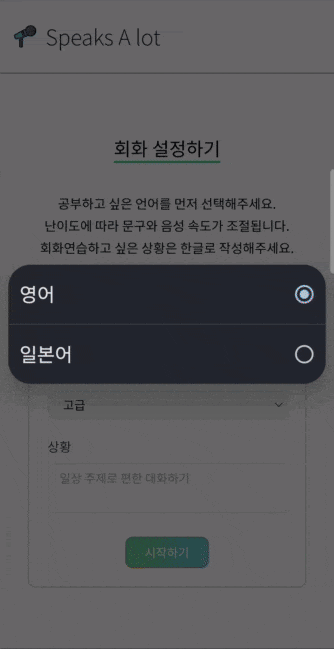 Speaks A lot
회화 설정하기
공부하고 싶은 언어를 먼저 선택해주세요.
난이도에 따라 문구와 음성 속도가 조절됩니다.
회화연습하고 싶은 상황은 한글로 작성해주세요.
영어
일본어
고급
상황
일상 주제로 편한 대화하기
시작하기